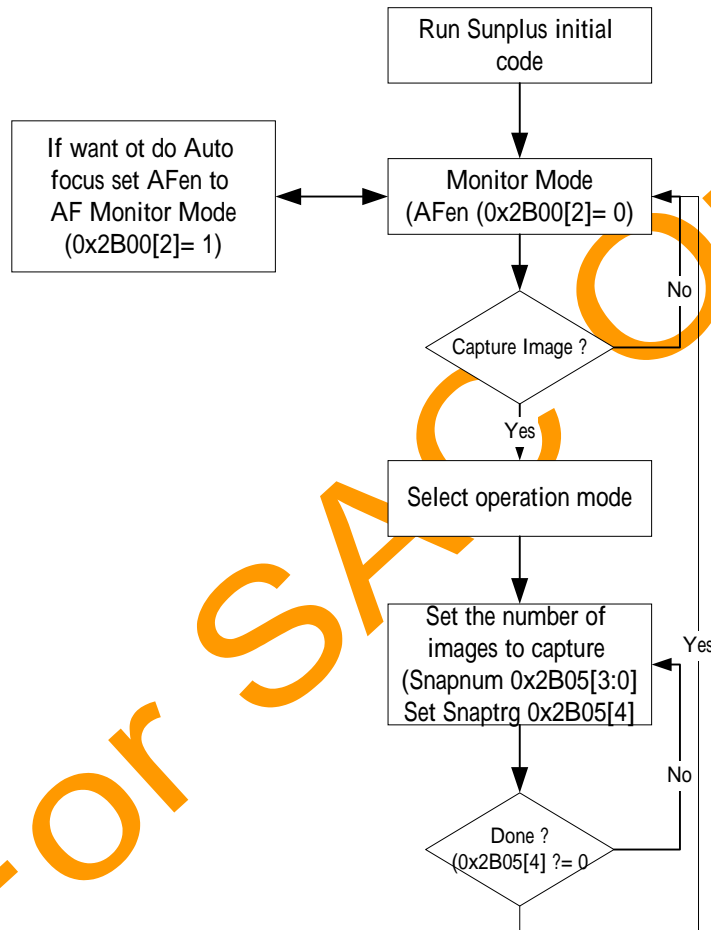 Run Sunplus initial
code
If want ot do Auto
focus set AFen to
AF Monitor Mode
(0x2B00[2]= 1)
Monitor Mode
(AFen (0x2B00[2]= 0)
No
Capture Image ?
Yes
Select operation mode
Set the number of
images to capture
(Snapnum 0x2B05[3:0]
Set Snaptrg 0x2B05[4]
Yes
No
Done ?
(0x2B05[4] ?= 0
For SAC